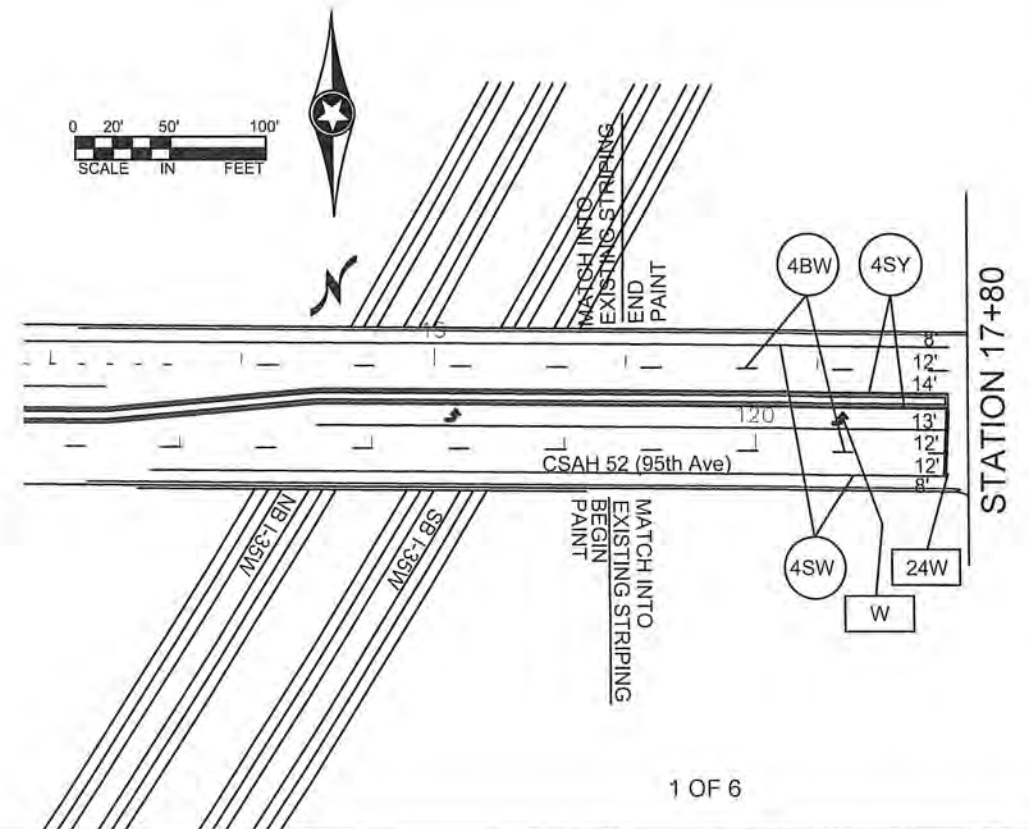 0 20' 50' 100'
SCALE IN FEET
N
MATCH INTO
EXISTING STRIPING
END
PAINT
4BW
4SY
STATION 17+80
15
8'
12'
14'
120
13'
12'
12'
8'
CSAH 52 (95th Ave)
NB I-35W
SB I-35W
MATCH INTO
EXISTING STRIPING
BEGIN
PAINT
4SW
24W
W
1 OF 6